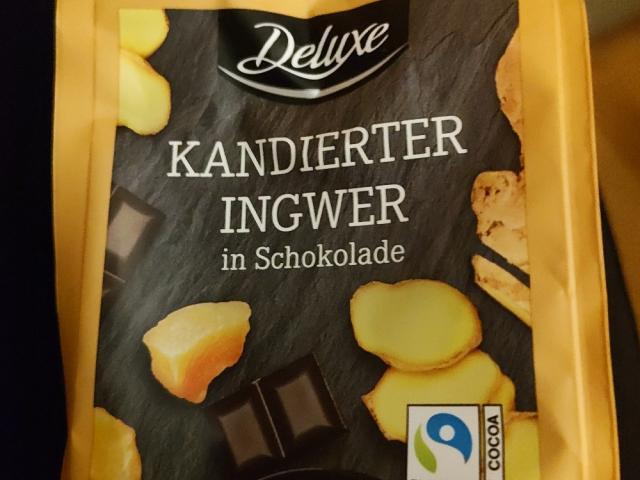 Deluxe
KANDIERTER
INGWER
in Schokolade
COCOA